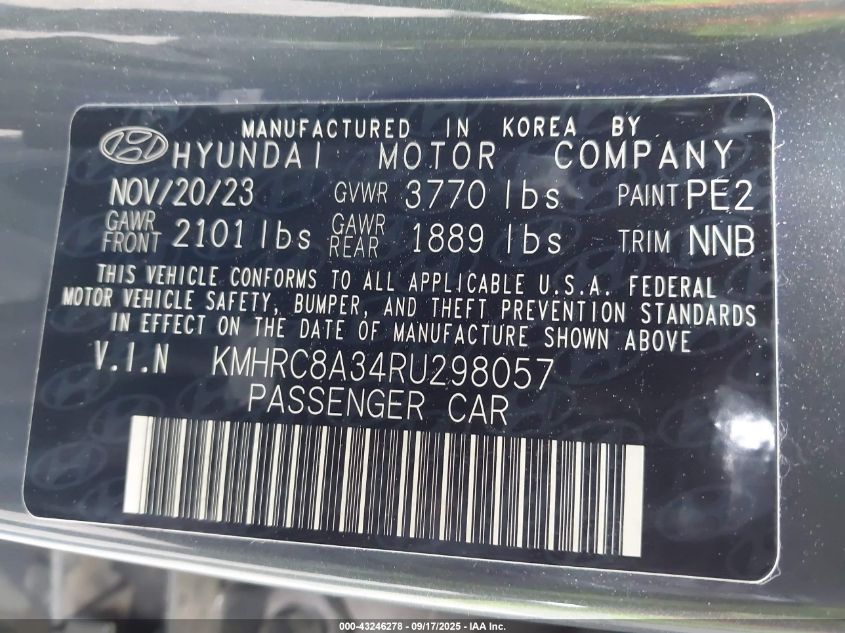 MANUFACTURED IN KOREA BY
HYUNDAI MOTOR COMPANY
NOV/20/23 GVWR 3770 lbs PAINT PE2
GAWR FRONT 2101 lbs GAWR REAR 1889 lbs TRIM NNB
THIS VEHICLE CONFORMS TO ALL APPLICABLE U.S.A. FEDERAL
MOTOR VEHICLE SAFETY, BUMPER, AND THEFT PREVENTION STANDARDS
IN EFFECT ON THE DATE OF MANUFACTURE SHOWN ABOVE
V.I.N KMHRC8A34RU298057
PASSENGER CAR
000-43246278 - 09/17/2025 - IAA Inc.